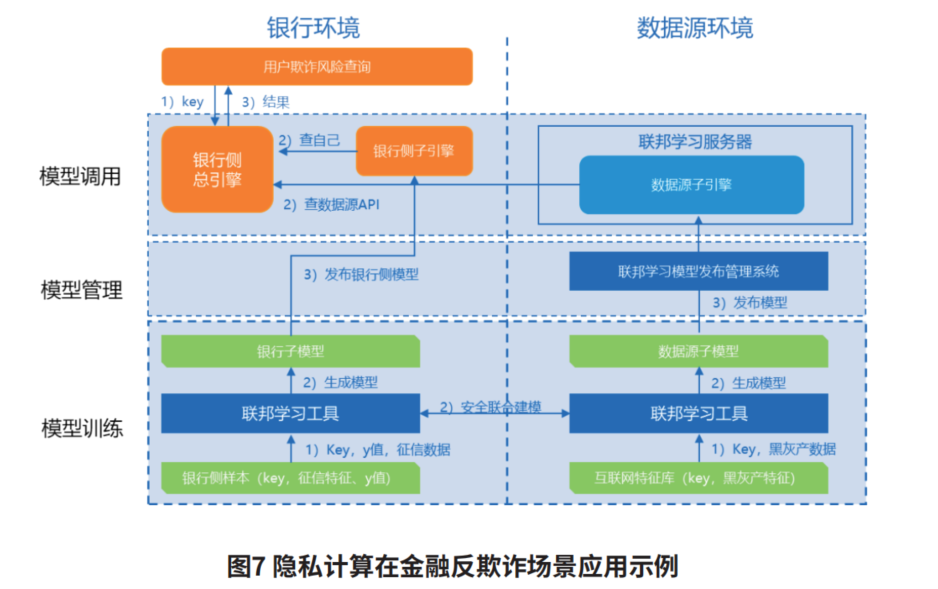 银行环境
数据源环境
用户欺诈风险查询
1）key
3）结果
模型调用
银行侧
总引擎
2）查自己
银行侧子引擎
2）查数据源API
联邦学习服务器
数据源子引擎
模型管理
3）发布银行侧模型
联邦学习模型发布管理系统
3）发布模型
模型训练
银行子模型
数据源子模型
2）生成模型
2）生成模型
联邦学习工具
2）安全联合建模
联邦学习工具
1）Key，y值，征信数据
1）Key，黑灰产数据
银行侧样本（key，征信特征、y值）
互联网特征库（key，黑灰产特征）
图7 隐私计算在金融反欺诈场景应用示例